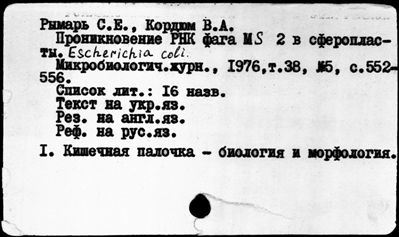 Рымарь С.Е., Кордюм В.А.
Проникновение РНК фага MS 2 в сферопласты. Escherichia coli.
Микробиологич.журн., 1976,т.38, №5, с.552-
556.
Список лит.: 16 назв.
Текст на укр.яз.
Рез. на англ.яз.
Реф. на рус.яз.
1. Кишечная палочка - биология и морфология.